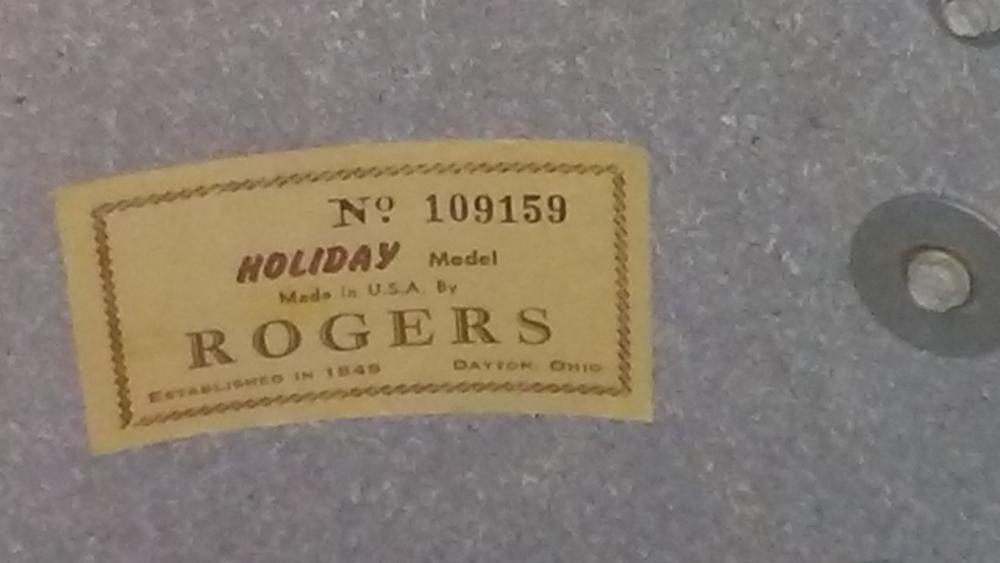 Nº 109159
HOLIDAY Model
Made in U.S.A. By
ROGERS
ESTABLISHED IN 1849 DAYTON, OHIO